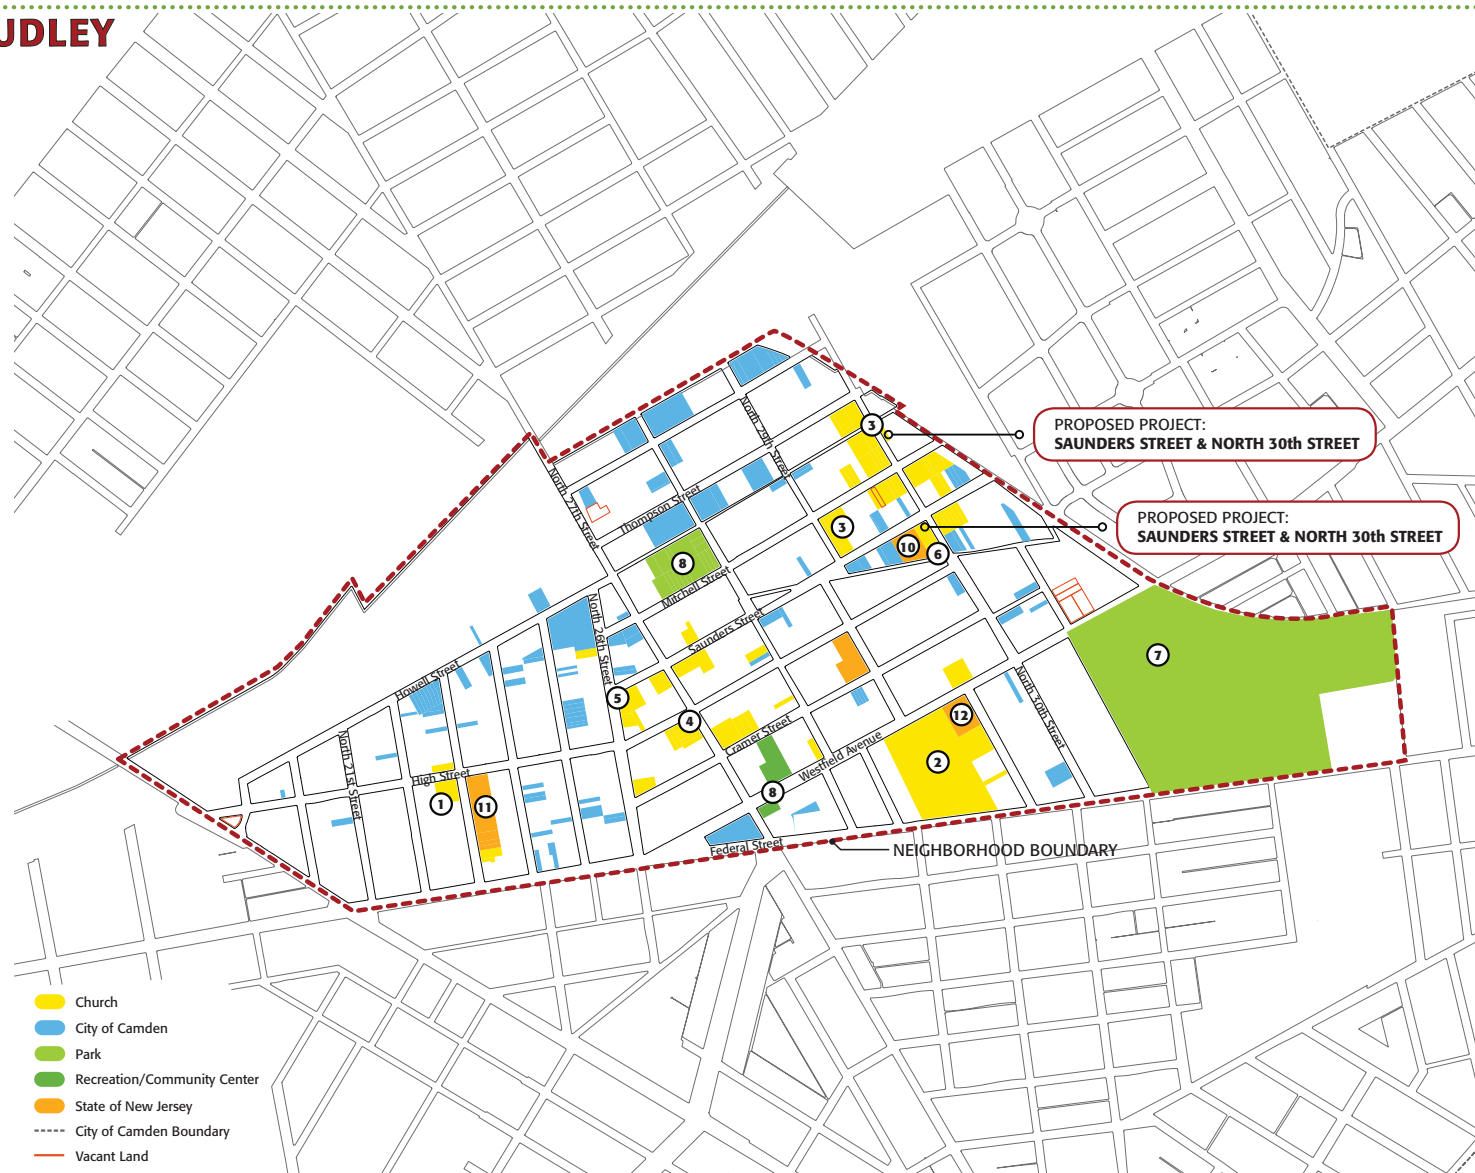 UDLEY
PROPOSED PROJECT:
SAUNDERS STREET & NORTH 30th STREET
PROPOSED PROJECT:
SAUNDERS STREET & NORTH 30th STREET
North 29th Street
3
North 27th Street
Thompson Street
3
10
6
8
Mitchell Street
North 26th Street
Saunders Street
7
Howell Street
5
4
North 30th Street
12
Cramer Street
Westfield Avenue
2
North 21st Street
High Street
1
11
8
Federal Street
NEIGHBORHOOD BOUNDARY
Church
City of Camden
Park
Recreation/Community Center
State of New Jersey
City of Camden Boundary
Vacant Land